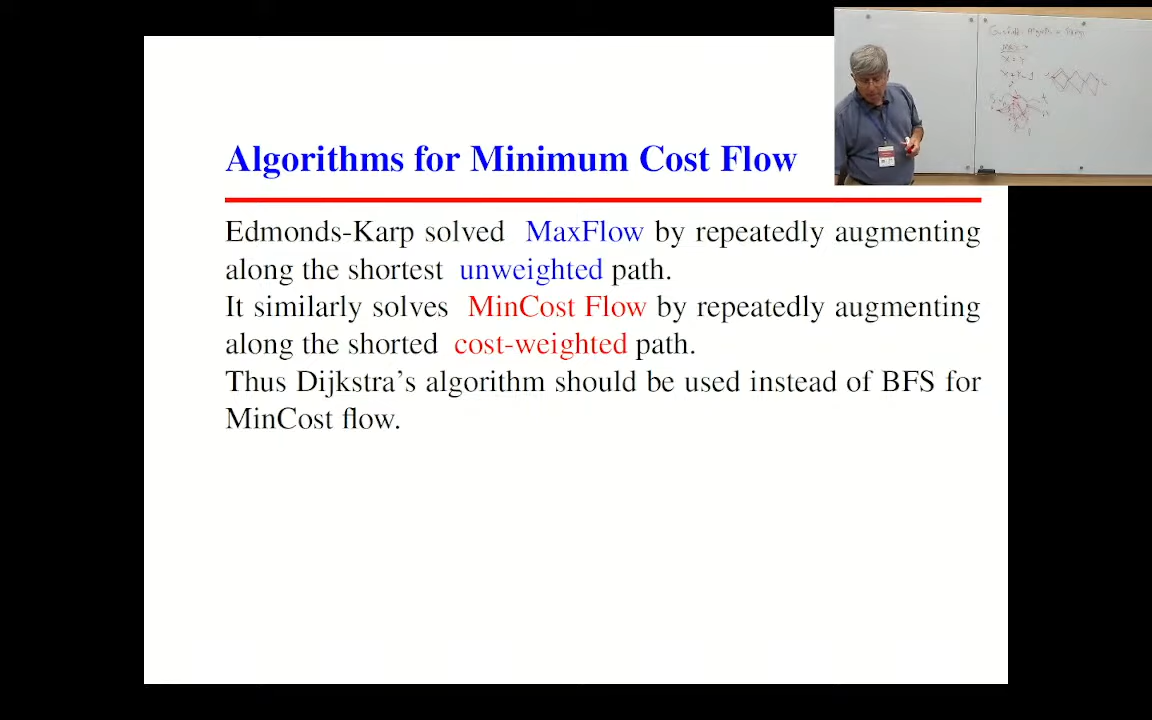 Algorithms for Minimum Cost Flow
Edmonds-Karp solved MaxFlow by repeatedly augmenting
along the shortest unweighted path.
It similarly solves MinCost Flow by repeatedly augmenting
along the shorted cost-weighted path.
Thus Dijkstra's algorithm should be used instead of BFS for
MinCost flow.